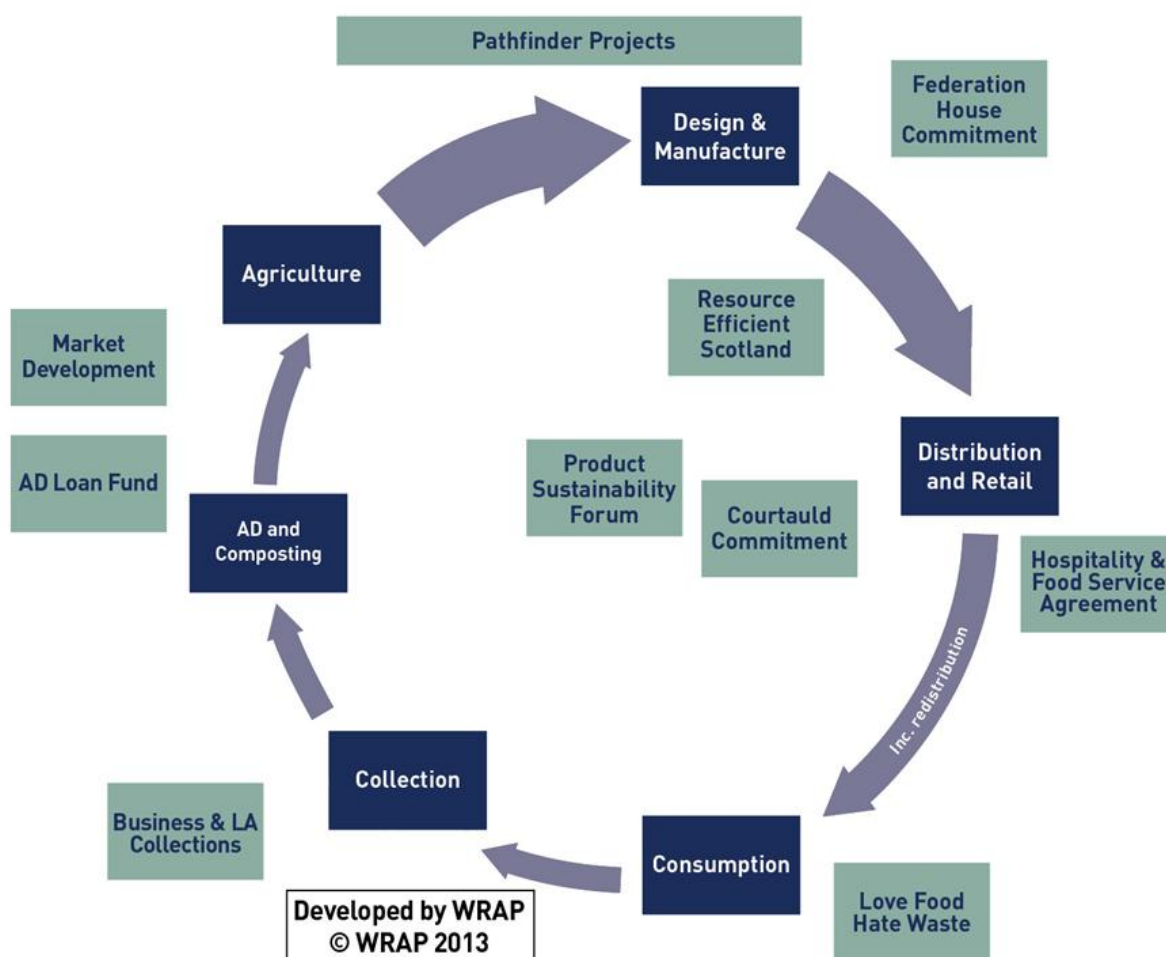 Pathfinder Projects
Design &
Manufacture
Federation
House
Commitment
Agriculture
Resource
Efficient
Scotland
Market
Development
AD Loan Fund
Distribution
and Retail
Product
Sustainability
Forum
Courtauld
Commitment
AD and
Composting
Hospitality &
Food Service
Agreement
Inc. redistribution
Collection
Business & LA
Collections
Consumption
Love Food
Hate Waste
Developed by WRAP
© WRAP 2013